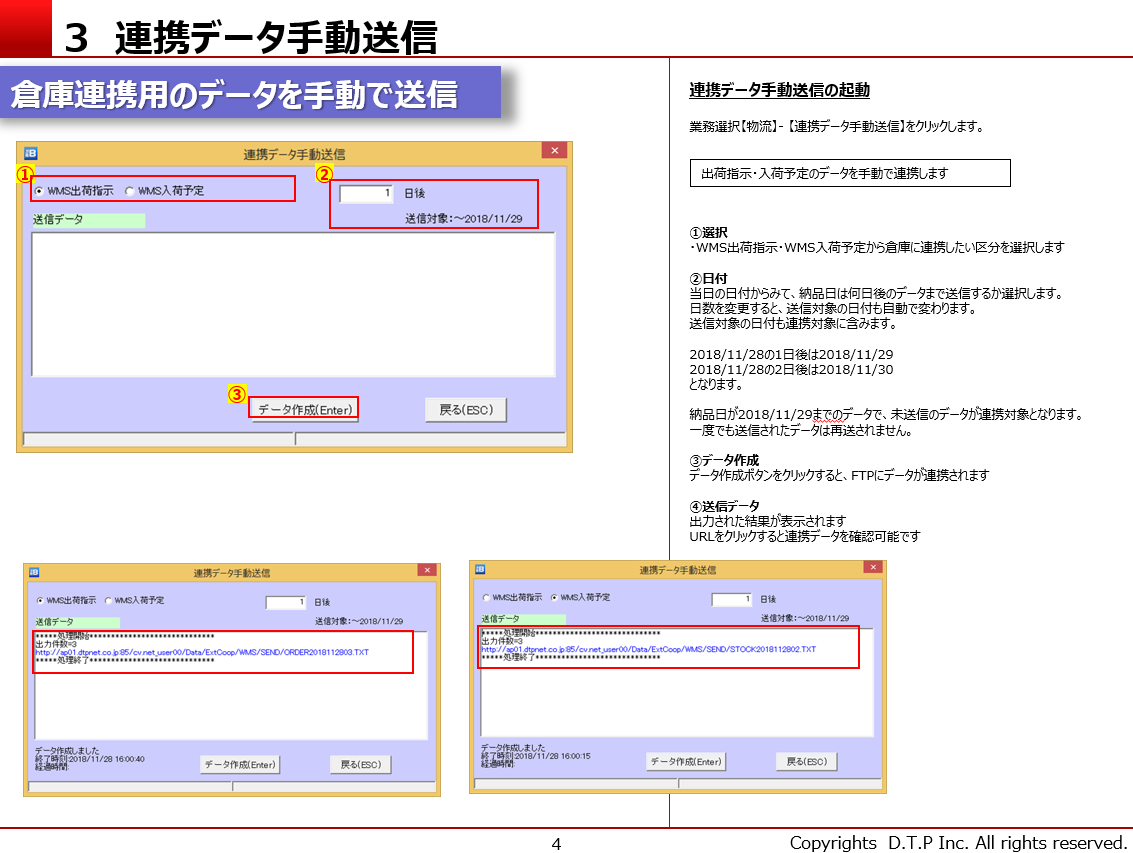 3 連携データ手動送信
倉庫連携用のデータを手動で送信
連携データ手動送信
①
WMS出荷指示 WMS入荷予定
②
1 日後
送信対象:～2018/11/29
送信データ
③
データ作成(Enter)
戻る(ESC)
連携データ手動送信の起動
業務選択【物流】-【連携データ手動送信】をクリックします。
出荷指示・入荷予定のデータを手動で連携します
①選択
・WMS出荷指示・WMS入荷予定から倉庫に連携したい区分を選択します
②日付
当日の日付からみて、納品日は何日後のデータまで送信するか選択します。
日数を変更すると、送信対象の日付も自動で変わります。
送信対象の日付も連携対象に含みます。
2018/11/28の1日後は2018/11/29
2018/11/28の2日後は2018/11/30
となります。
納品日が2018/11/29までのデータで、未送信のデータが連携対象となります。
一度でも送信されたデータは再送されません。
③データ作成
データ作成ボタンをクリックすると、FTPにデータが連携されます
④送信データ
出力された結果が表示されます
URLをクリックすると連携データを確認可能です
連携データ手動送信
WMS出荷指示 WMS入荷予定
1 日後
送信対象:～2018/11/29
送信データ
*****処理開始*****************************
出力件数=3
http://ap01.dtpnet.co.jp:85/cv.net_user00/Data/ExtCoop/WMS/SEND/ORDER2018112803.TXT
*****処理終了*****************************
データ作成しました
終了時刻:2018/11/28 16:00:40
経過時間:
データ作成(Enter)
戻る(ESC)
連携データ手動送信
WMS出荷指示 WMS入荷予定
1 日後
送信対象:～2018/11/29
送信データ
*****処理開始*****************************
出力件数=3
http://ap01.dtpnet.co.jp:85/cv.net_user00/Data/ExtCoop/WMS/SEND/STOCK2018112802.TXT
*****処理終了*****************************
データ作成しました
終了時刻:2018/11/28 16:00:15
経過時間:
データ作成(Enter)
戻る(ESC)
4
Copyrights D.T.P Inc. All rights reserved.